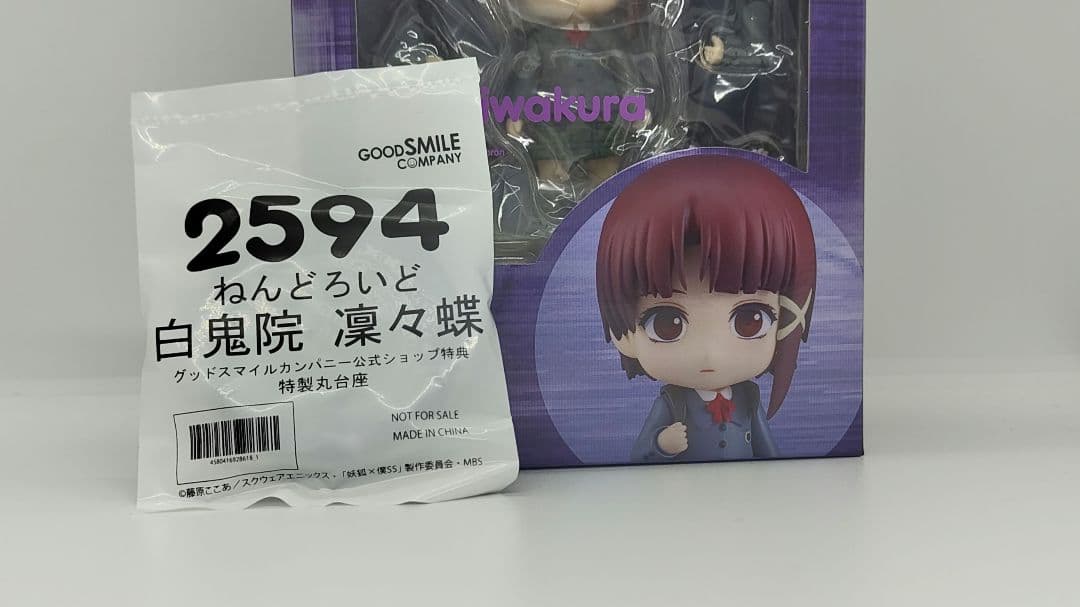 GOODSMILE
COMPANY
2594
ねんどろいど
白鬼院 凜々蝶
グッドスマイルカンパニー公式ショップ特典
特製丸台座
NOT FOR SALE
MADE IN CHINA
©藤原ここあ/スクウェアエニックス・「妖狐×僕SS」製作委員会・MBS
Iwakura